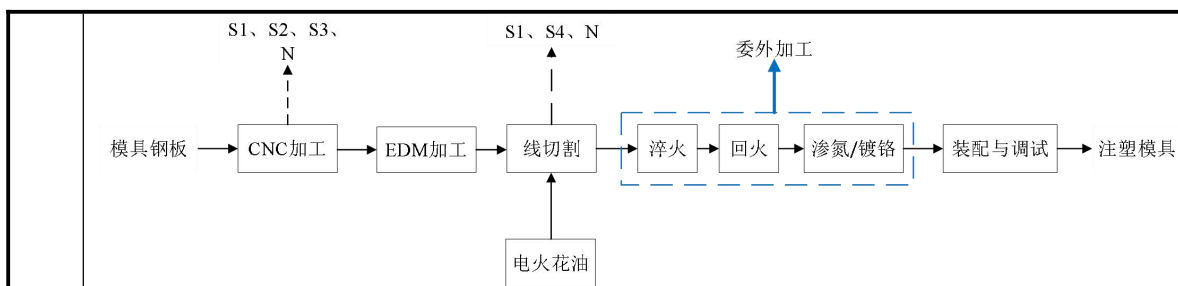 S1、S2、S3、
N
S1、S4、N
委外加工
模具钢板
CNC加工
EDM加工
线切割
淬火
回火
渗氮/镀铬
装配与调试
注塑模具
电火花油